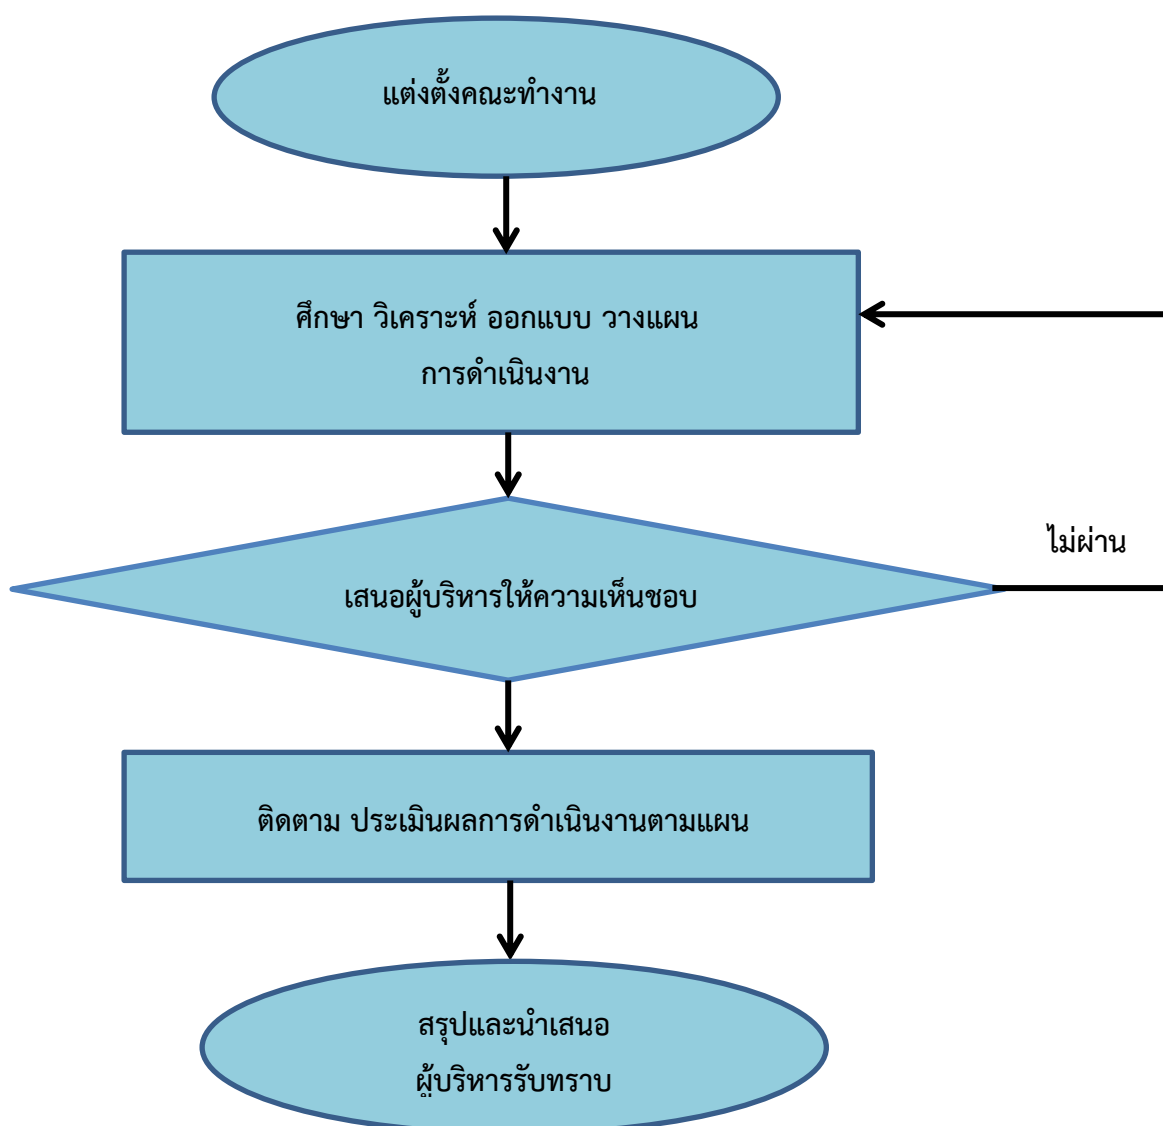 แต่งตั้งคณะทำงาน
ศึกษา วิเคราะห์ ออกแบบ วางแผน
การดำเนินงาน
ไม่ผ่าน
เสนอผู้บริหารให้ความเห็นชอบ
ติดตาม ประเมินผลการดำเนินงานตามแผน
สรุปและนำเสนอ
ผู้บริหารรับทราบ